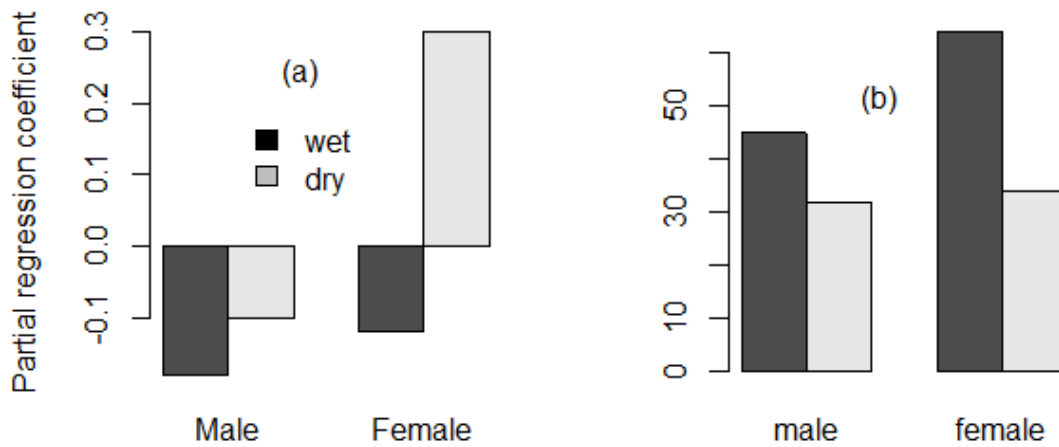 Partial regression coefficient
0.3
0.2
0.1
0.0
-0.1
(a)
wet
dry
Male Female
50
30
10
0
(b)
male female